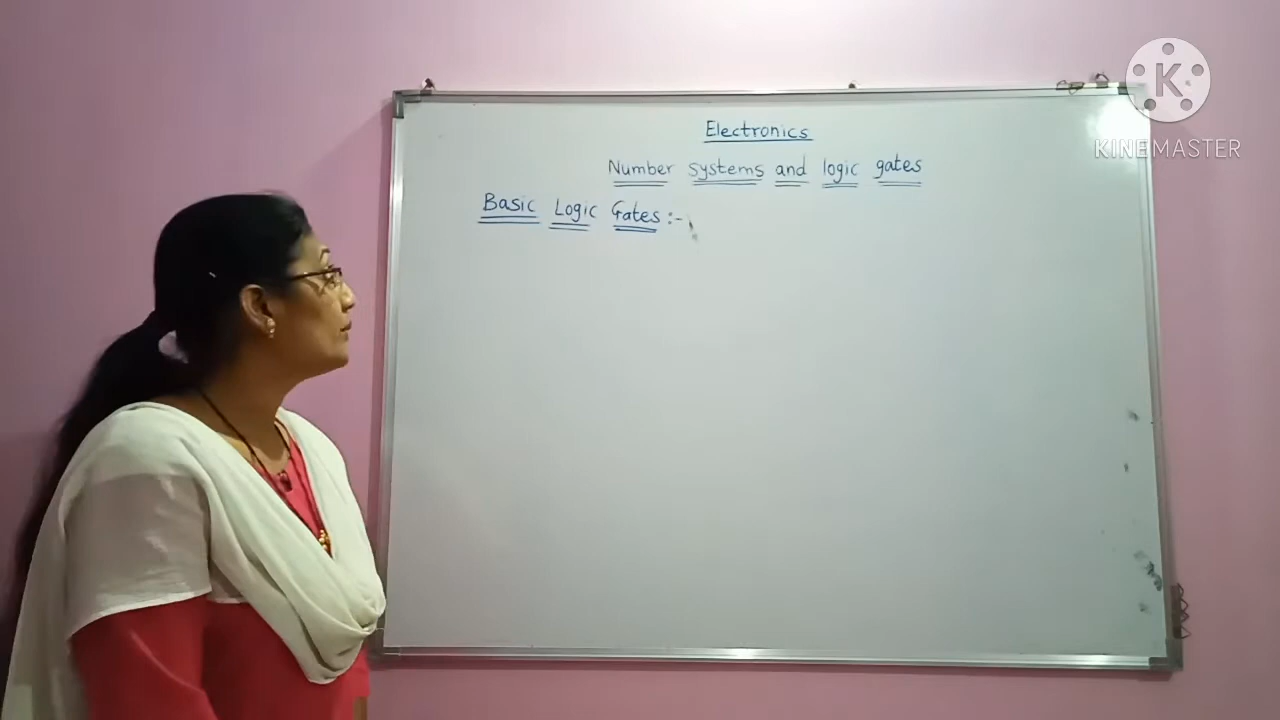 K
KINEMASTER
Electronics
Number systems and logic gates
Basic Logic Gates :-